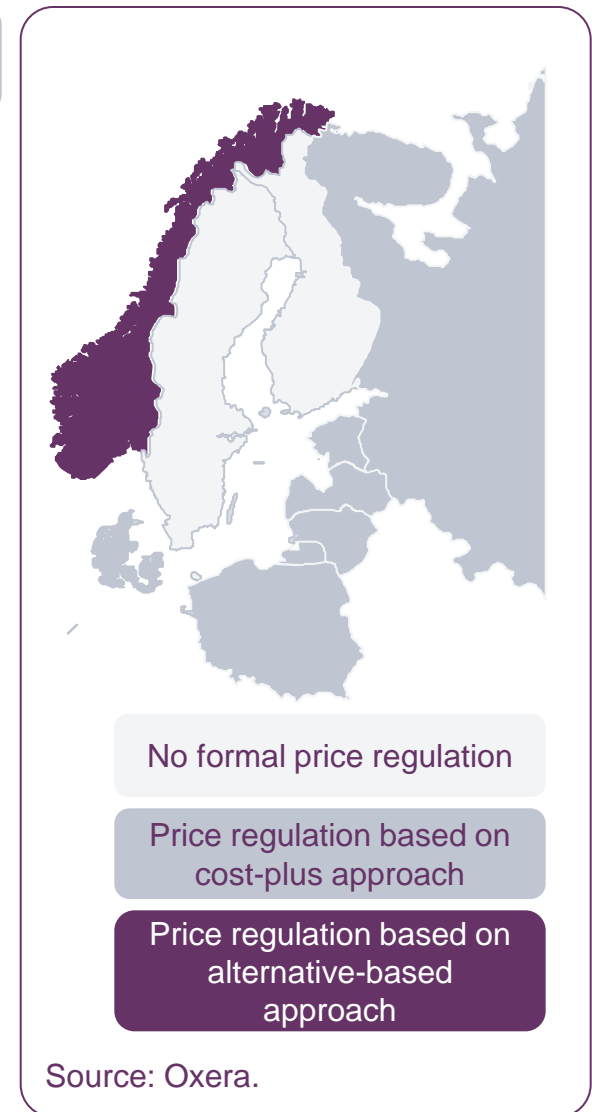 No formal price regulation
Price regulation based on
cost-plus approach
Price regulation based on
alternative-based
approach
Source: Oxera.